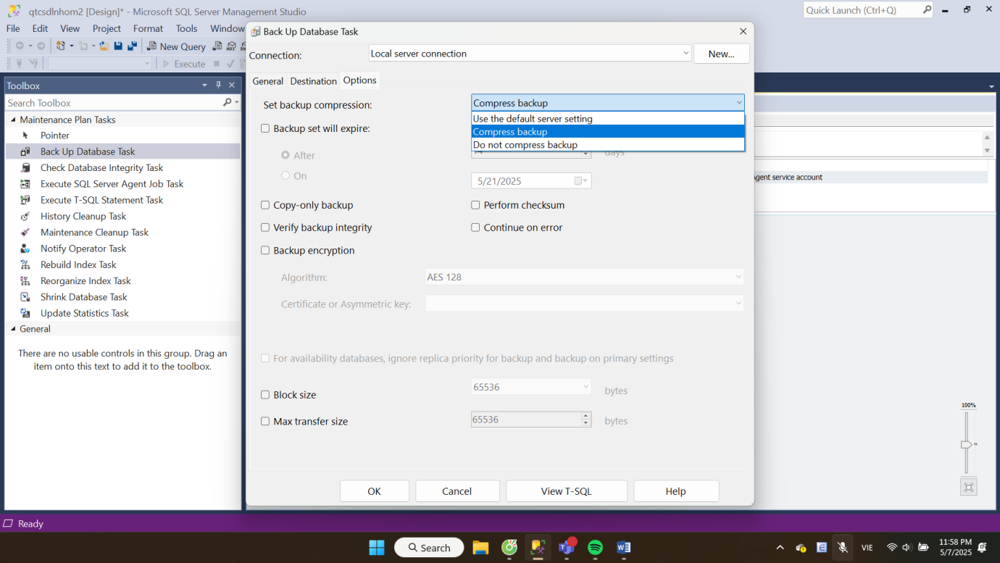 qtcsdlnhom2 [Design]* - Microsoft SQL Server Management Studio
Quick Launch (Ctrl+Q)
File Edit View Project Format Tools Window
New Query
Execute
Toolbox
Search Toolbox
Maintenance Plan Tasks
Pointer
Back Up Database Task
Check Database Integrity Task
Execute SQL Server Agent Job Task
Execute T-SQL Statement Task
History Cleanup Task
Maintenance Cleanup Task
Notify Operator Task
Rebuild Index Task
Reorganize Index Task
Shrink Database Task
Update Statistics Task
General
There are no usable controls in this group. Drag an
item onto this text to add it to the toolbox.
Back Up Database Task
Connection: Local server connection New...
General Destination Options
Set backup compression: Compress backup
Use the default server setting
Compress backup
Do not compress backup
Backup set will expire:
After days
On 5/21/2025
Copy-only backup Perform checksum
Verify backup integrity Continue on error
Backup encryption
Algorithm: AES 128
Certificate or Asymmetric key:
For availability databases, ignore replica priority for backup and backup on primary settings
Block size 65536 bytes
Max transfer size 65536 bytes
OK Cancel View T-SQL Help
Agent service account
100%
Ready
Search
VIE
11:58 PM
5/7/2025